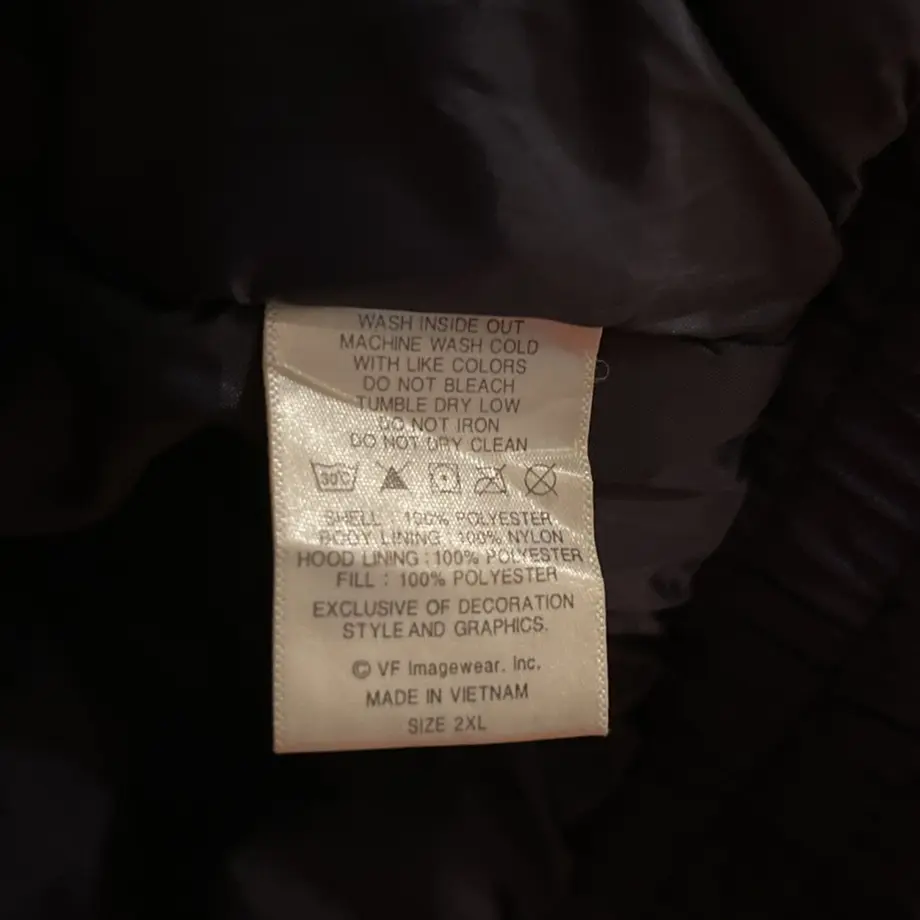 WASH INSIDE OUT
MACHINE WASH COLD
WITH LIKE COLORS
DO NOT BLEACH
TUMBLE DRY LOW
DO NOT IRON
DO NOT DRY CLEAN
30°C
SHELL : 100% POLYESTER
BODY LINING : 100% NYLON
HOOD LINING : 100% POLYESTER
FILL : 100% POLYESTER
EXCLUSIVE OF DECORATION
STYLE AND GRAPHICS.
© VF Imagewear. Inc.
MADE IN VIETNAM
SIZE 2XL